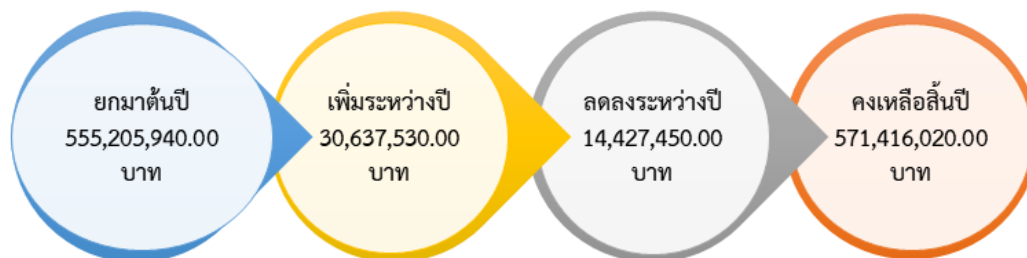 ยกมาต้นปี
555,205,940.00
บาท
เพิ่มระหว่างปี
30,637,530.00
บาท
ลดลงระหว่างปี
14,427,450.00
บาท
คงเหลือสิ้นปี
571,416,020.00
บาท